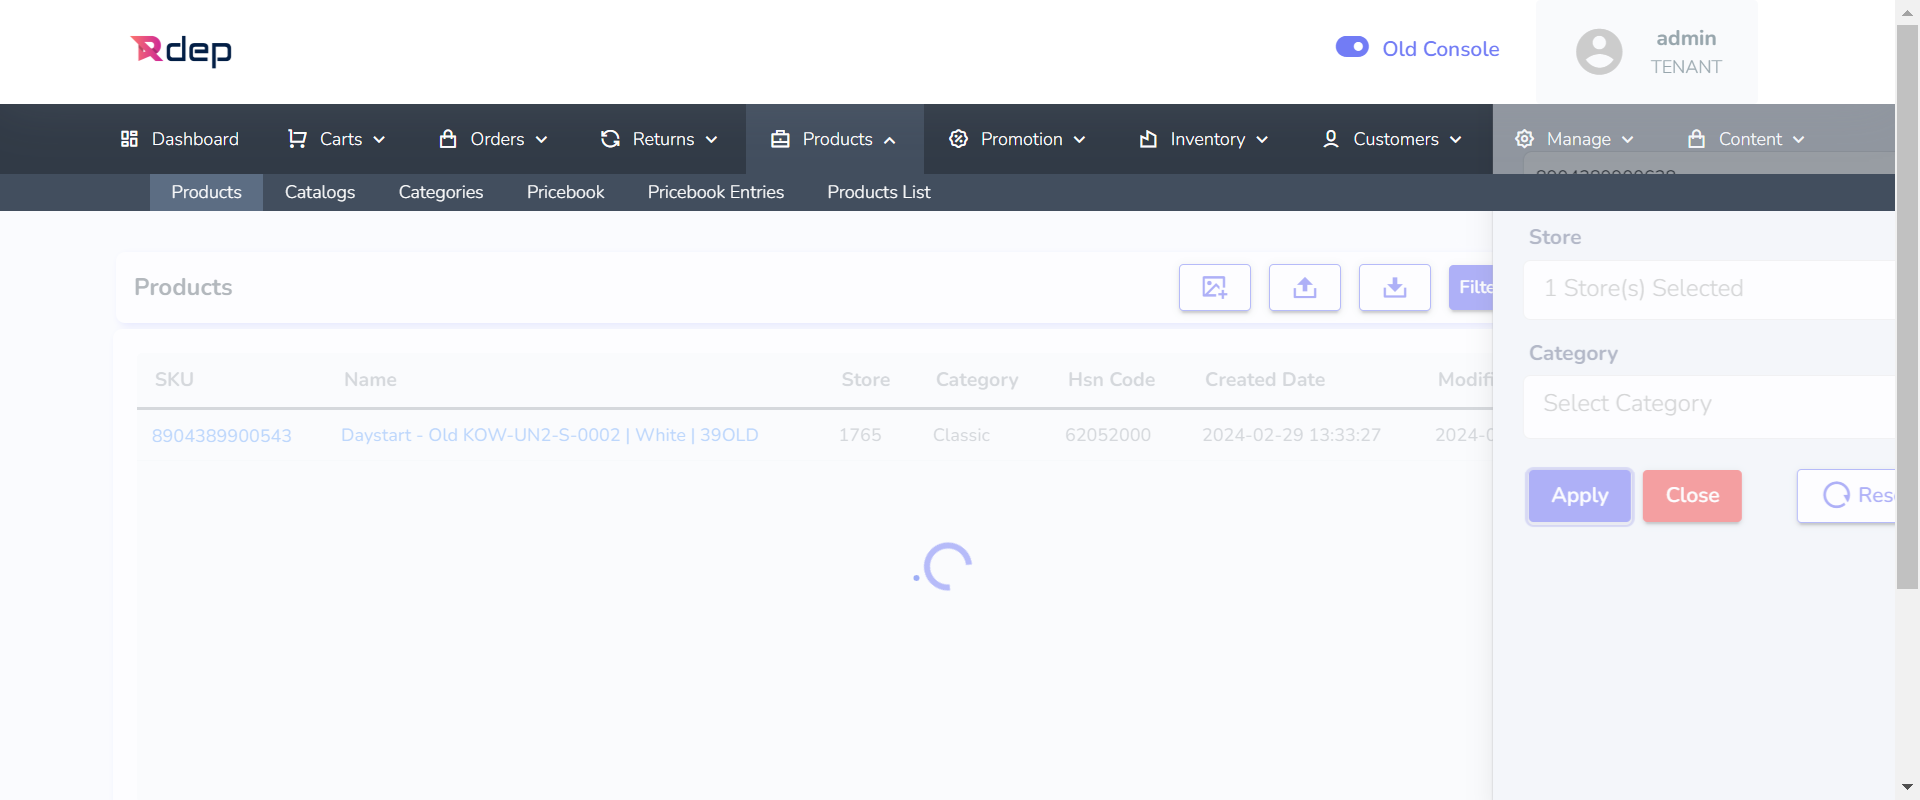 Rdep
Old Console
admin
TENANT
Dashboard
Carts
Orders
Returns
Products
Promotion
Inventory
Customers
Manage
Content
Products
Catalogs
Categories
Pricebook
Pricebook Entries
Products List
Store
1 Store(s) Selected
Products
Filte
Category
Select Category
SKU
Name
Store
Category
Hsn Code
Created Date
Modifi
8904389900543
Daystart - Old KOW-UN2-S-0002 | White | 39OLD
1765
Classic
62052000
2024-02-29 13:33:27
2024-0
Apply
Close
Res